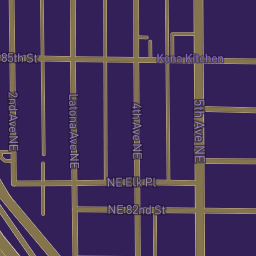 85th St
Kona Kitchen
2nd Ave NE
Latona Ave NE
4th Ave NE
5th Ave NE
NE Elk Pl
NE 82nd St